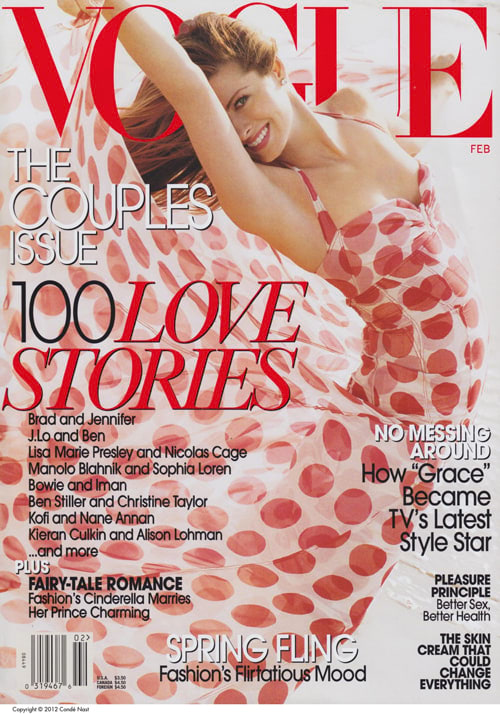 VOGUE
FEB
THE
COUPLES
ISSUE
100 LOVE
STORIES
Brad and Jennifer
J.Lo and Ben
Lisa Marie Presley and Nicolas Cage
Manolo Blahnik and Sophia Loren
Bowie and Iman
Ben Stiller and Christine Taylor
Kofi and Nane Annan
Kieran Culkin and Alison Lohman
...and more
PLUS
FAIRY-TALE ROMANCE
Fashion's Cinderella Marries
Her Prince Charming
NO MESSING
AROUND
How "Grace"
Became
TV's Latest
Style Star
PLEASURE
PRINCIPLE
Better Sex,
Better Health
THE SKIN
CREAM THAT
COULD
CHANGE
EVERYTHING
SPRING FLING
Fashion's Flirtatious Mood
02>
U.S.A. $3.50
CANADA $4.50
FOREIGN $4.50
0 319467 6
Copyright © 2012 Condé Nast